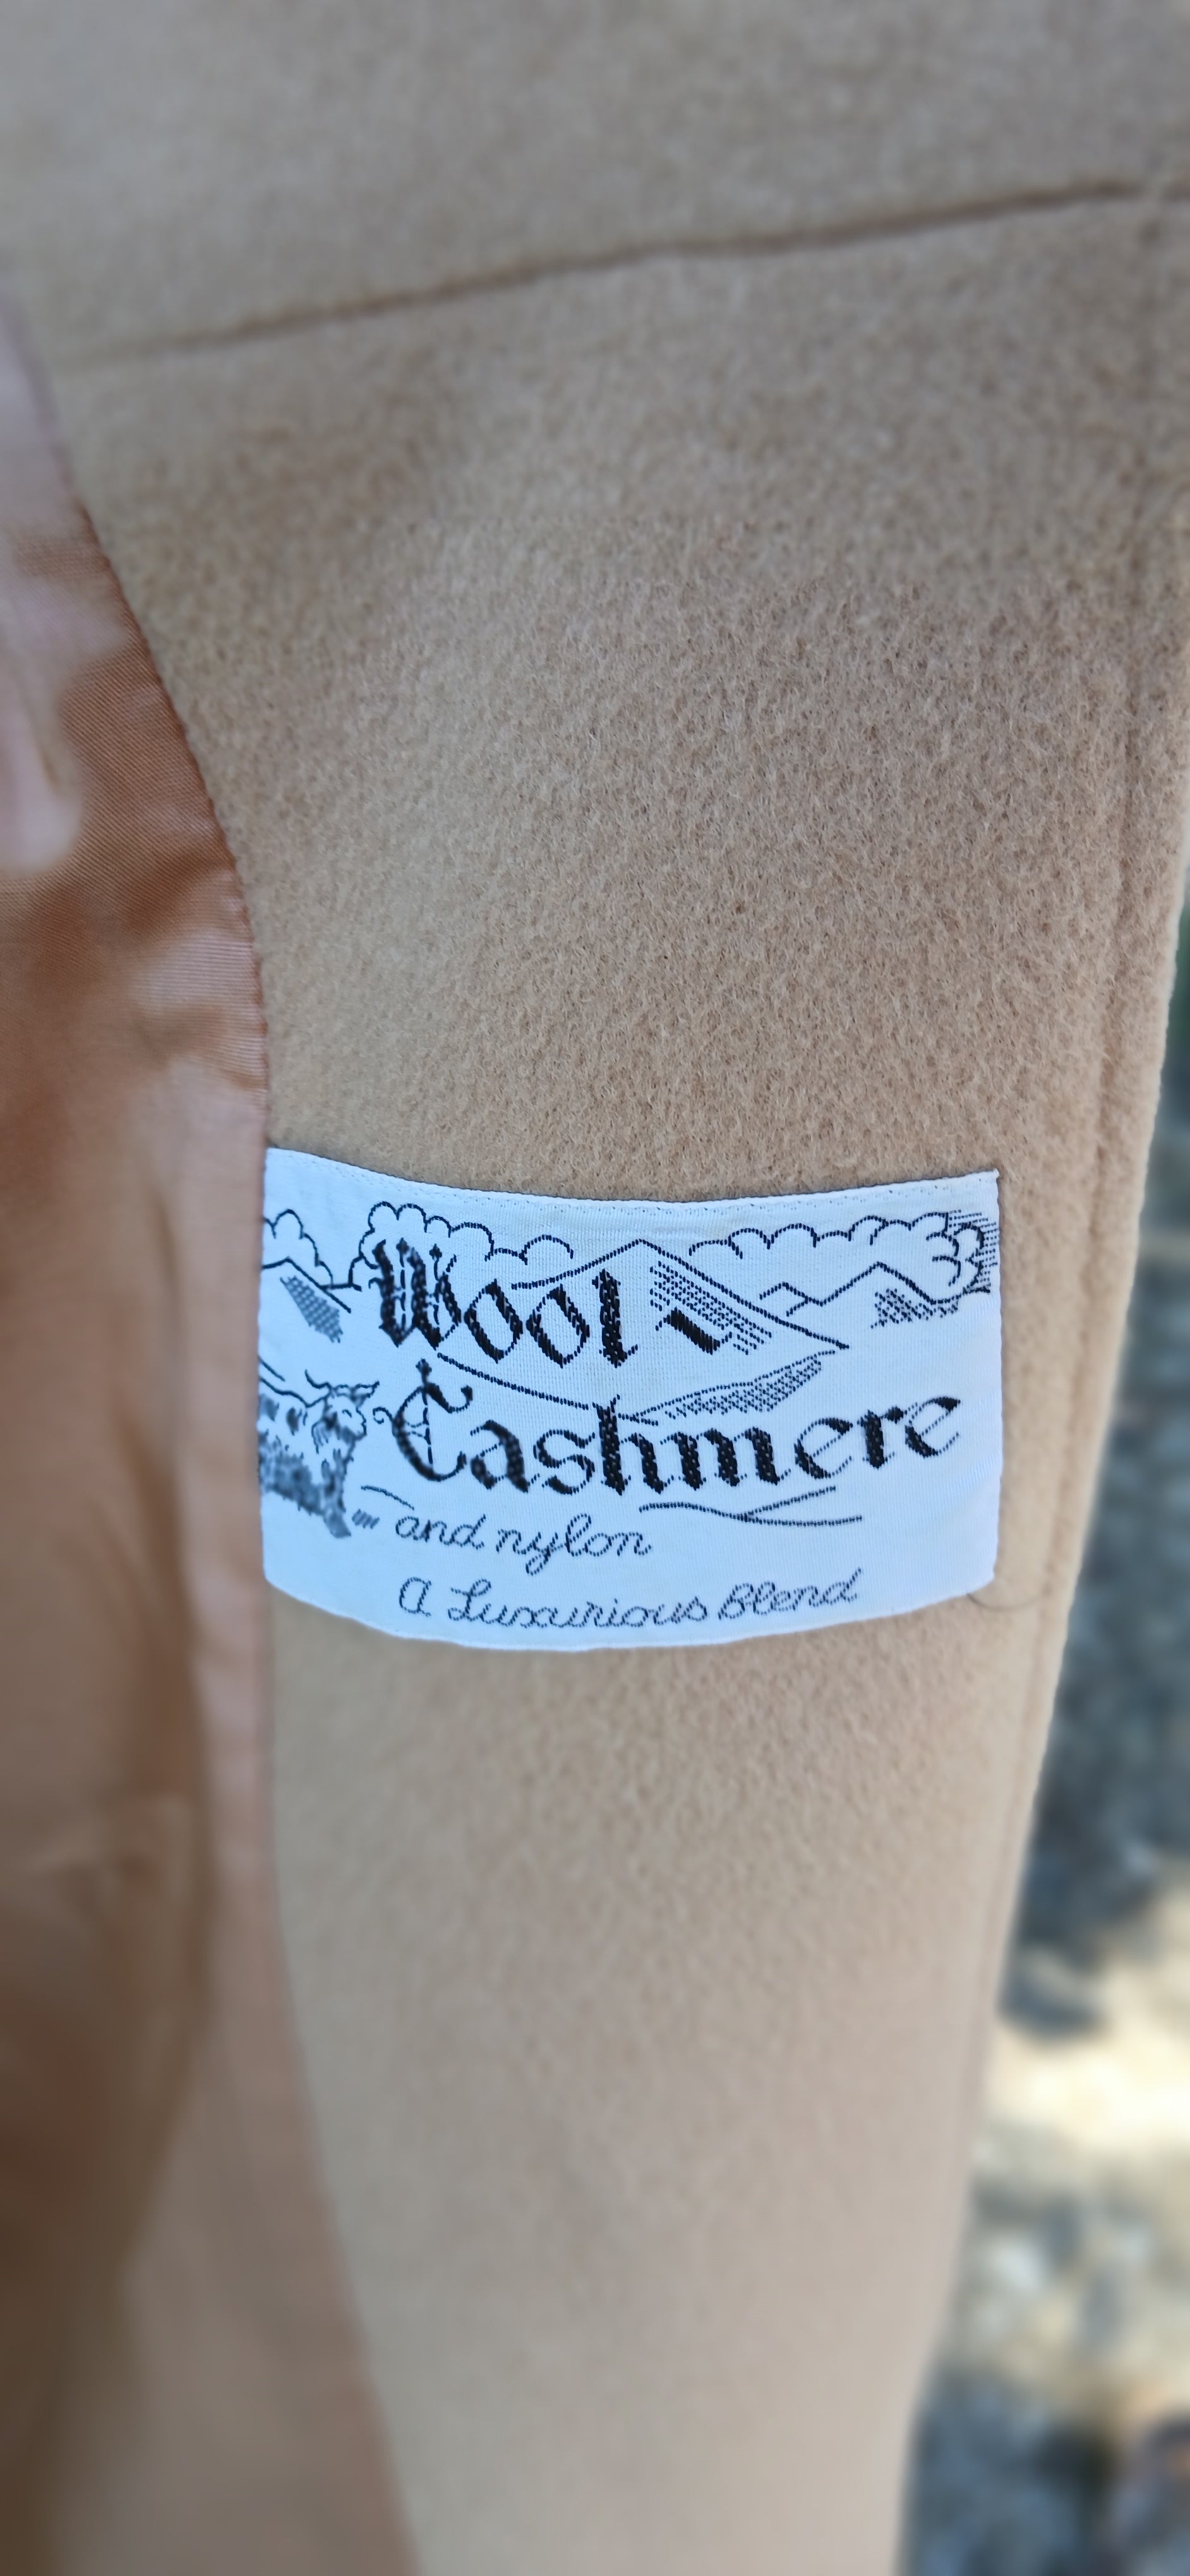 Wool -
Cashmere
and nylon
A Luxurious Blend